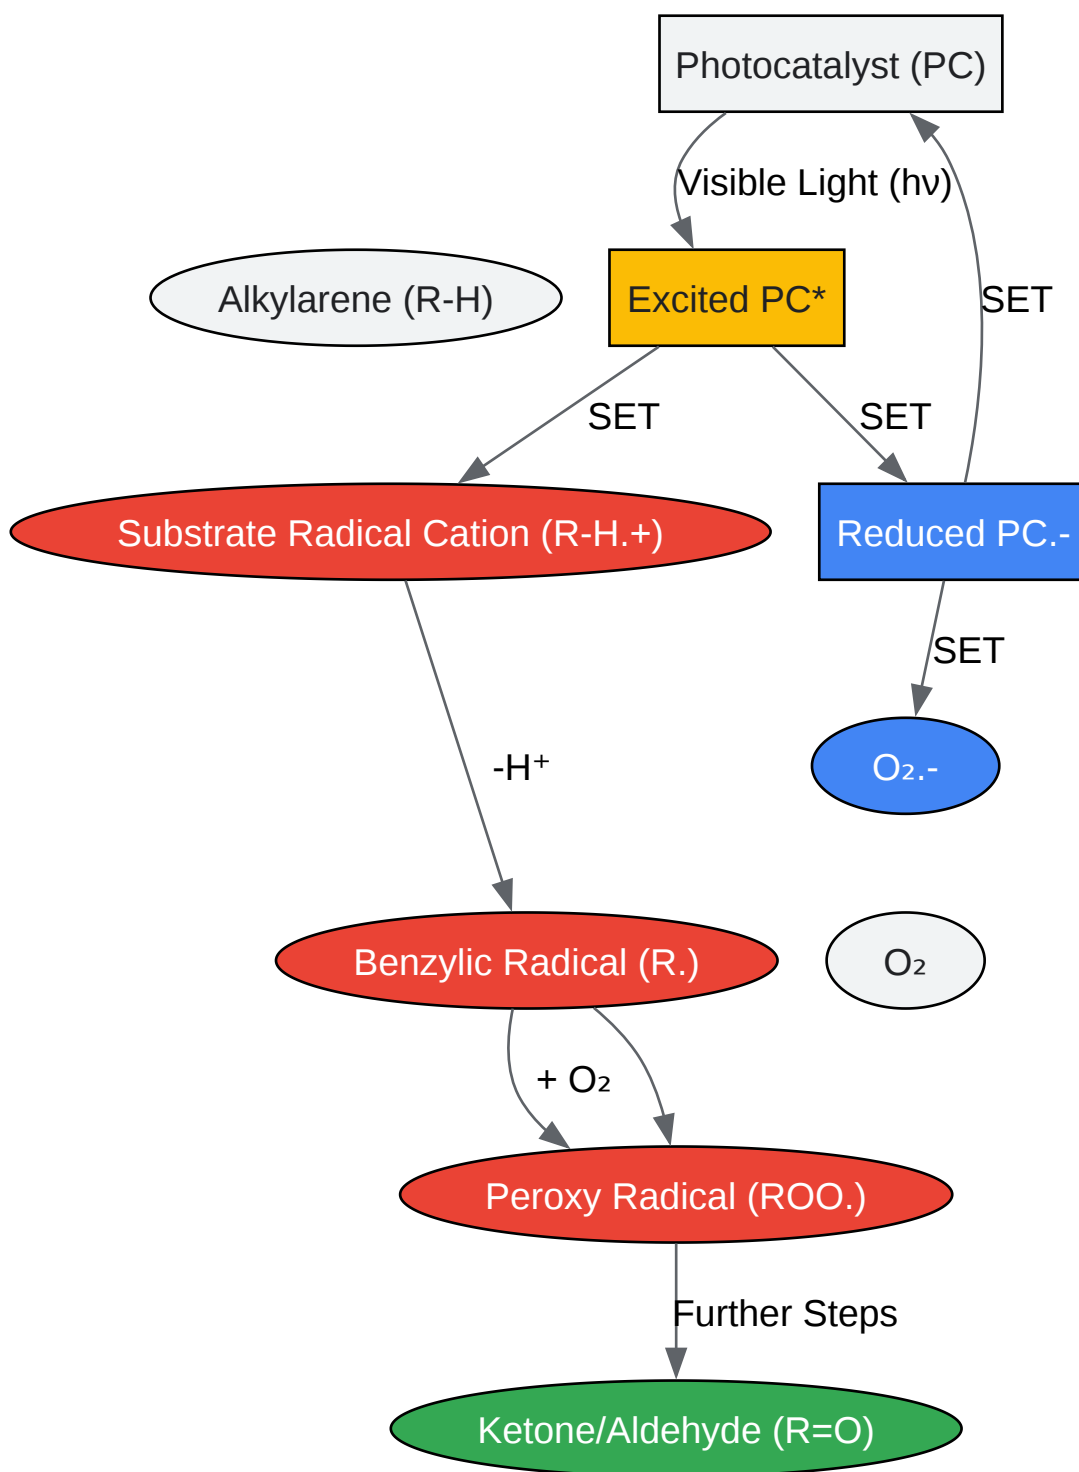 Photocatalyst (PC)
Visible Light (hν)
Alkylarene (R-H)
Excited PC*
SET
SET
SET
Substrate Radical Cation (R-H.+)
Reduced PC.-
SET
-H⁺
O₂.-
Benzylic Radical (R.)
O₂
+ O₂
Peroxy Radical (ROO.)
Further Steps
Ketone/Aldehyde (R=O)